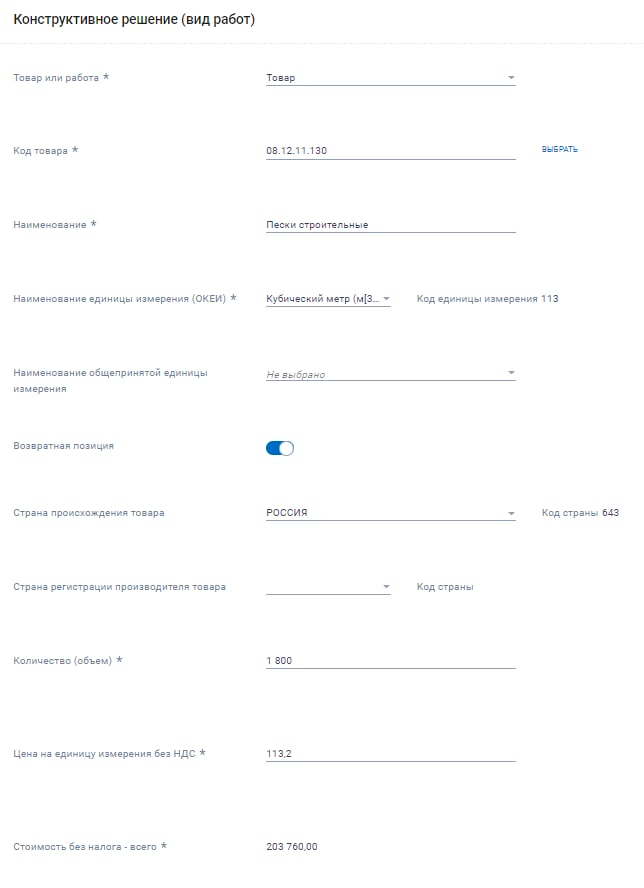 Конструктивное решение (вид работ)
Товар или работа * Товар
Код товара * 08.12.11.130 ВЫБРАТЬ
Наименование * Пески строительные
Наименование единицы измерения (ОКЕИ) * Кубический метр (м[3... Код единицы измерения 113
Наименование общепринятой единицы
измерения Не выбрано
Возвратная позиция
Страна происхождения товара РОССИЯ Код страны 643
Страна регистрации производителя товара Код страны
Количество (объем) * 1 800
Цена на единицу измерения без НДС * 113,2
Стоимость без налога - всего * 203 760,00